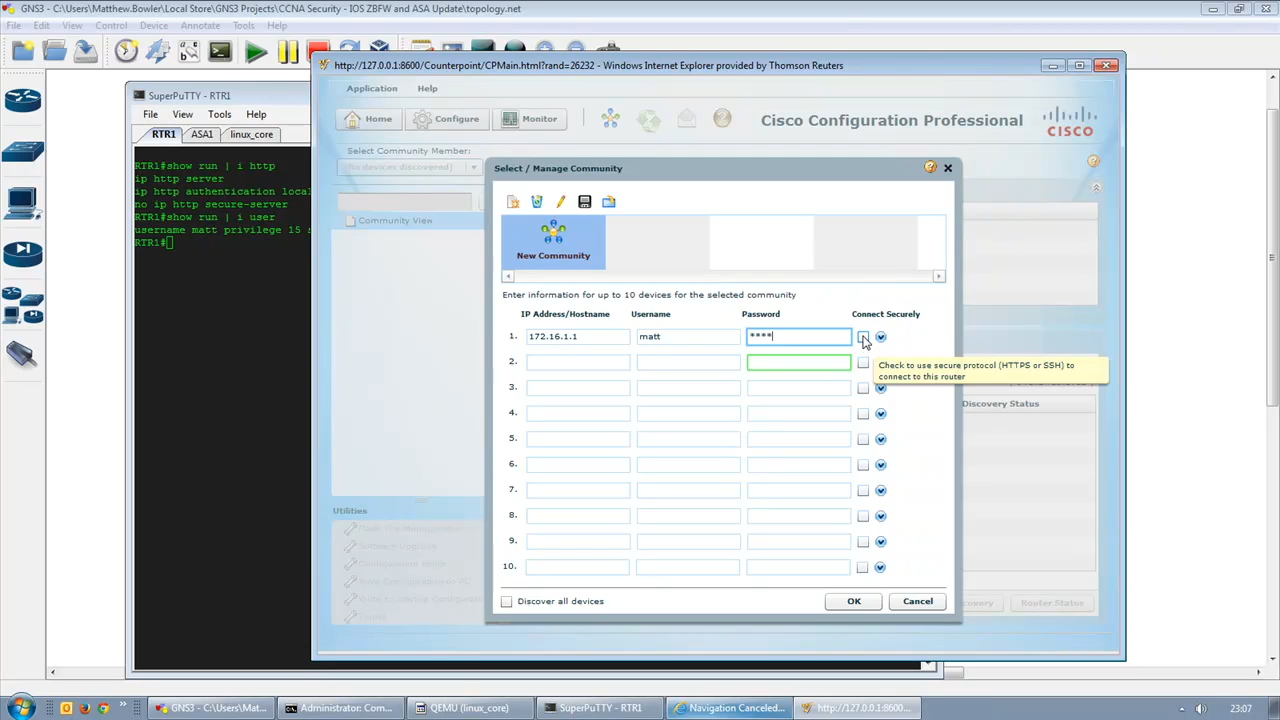 GNS3 - C:\Users\Matthew.Bowler\Local Store\GNS3 Projects\CCNA Security - IOS ZBFW and ASA Update\topology.net
File Edit View Control Device Annotate Tools Help
http://127.0.0.1:8600/Counterpoint/CPMain.html?rand=26232 - Windows Internet Explorer provided by Thomson Reuters
Application Help
SuperPuTTY - RTR1
File View Tools Help
Home Configure Monitor
Cisco Configuration Professional
CISCO
RTR1 ASA1 linux_core
Select Community Member:
(No devices discovered)
RTR1#show run | i http
ip http server
ip http authentication local
no ip http secure-server
RTR1#show run | i user
username matt privilege 15 s
RTR1#
Community View
Select / Manage Community
New Community
Enter information for up to 10 devices for the selected community
IP Address/Hostname Username Password Connect Securely
1. 172.16.1.1 matt ****
2.
Check to use secure protocol (HTTPS or SSH) to
connect to this router
3.
4.
5.
6.
7.
8.
9.
10.
Discovery Status
Utilities
Discover all devices
OK Cancel
Router Status
GNS3 - C:\Users\Mat... Administrator: Com... QEMU (linux_core) SuperPuTTY - RTR1 Navigation Canceled... http://127.0.0.1:8600... 23:07